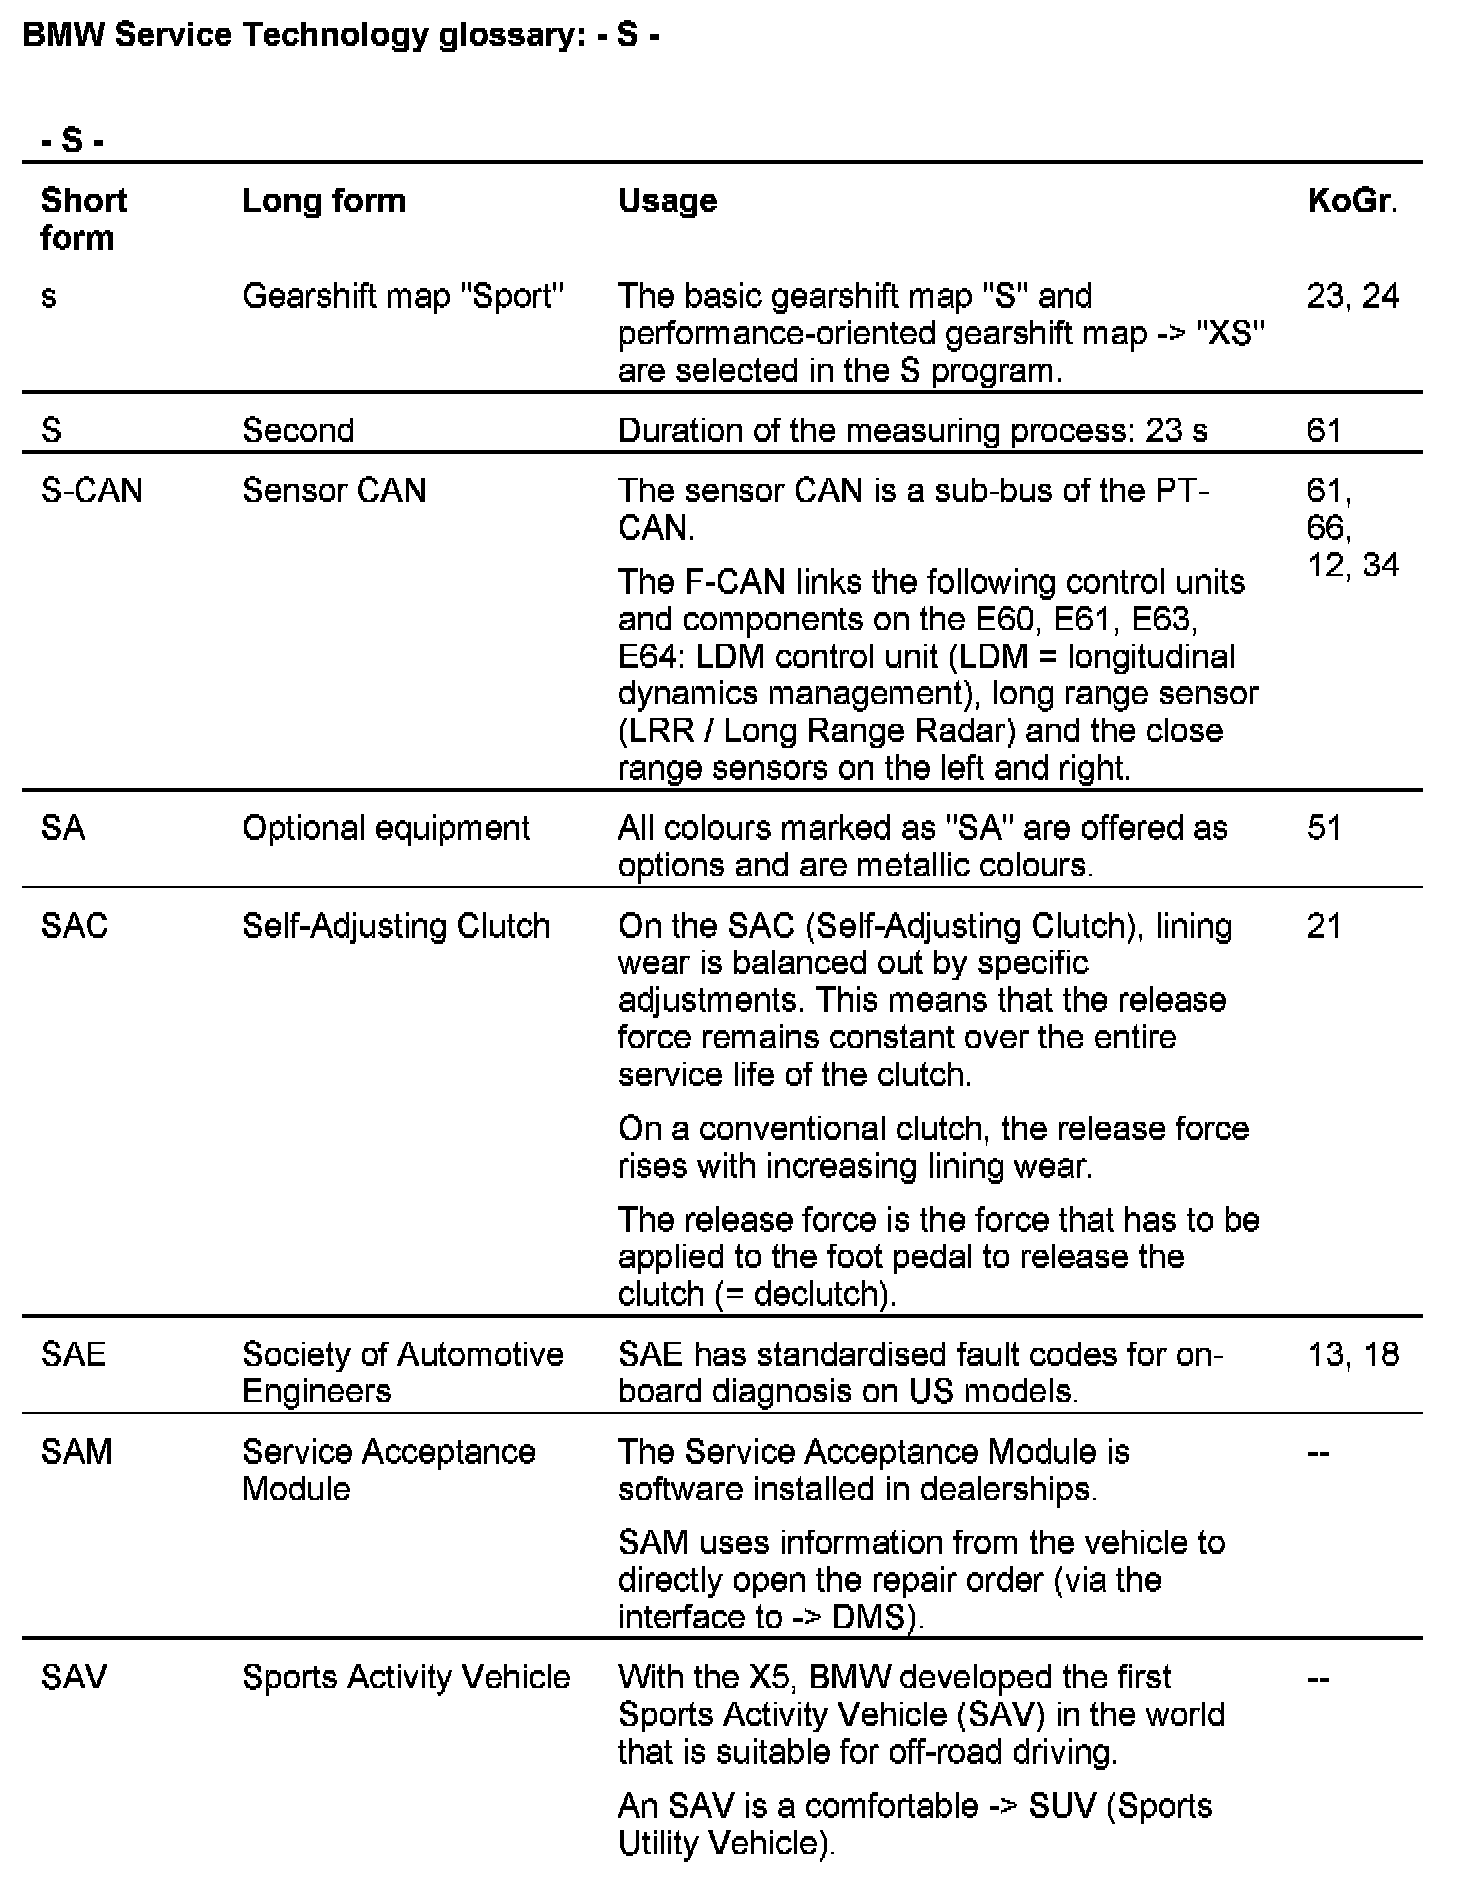 BMW Service Technology glossary: - S -
- S -
Short form Long form Usage KoGr.
s Gearshift map "Sport" The basic gearshift map "S" and 23, 24
performance-oriented gearshift map -> "XS"
are selected in the S program.
S Second Duration of the measuring process: 23 s 61
S-CAN Sensor CAN The sensor CAN is a sub-bus of the PT- 61,
CAN. 66,
12, 34
The F-CAN links the following control units
and components on the E60, E61, E63,
E64: LDM control unit (LDM = longitudinal
dynamics management), long range sensor
(LRR / Long Range Radar) and the close
range sensors on the left and right.
SA Optional equipment All colours marked as "SA" are offered as 51
options and are metallic colours.
SAC Self-Adjusting Clutch On the SAC (Self-Adjusting Clutch), lining 21
wear is balanced out by specific
adjustments. This means that the release
force remains constant over the entire
service life of the clutch.
On a conventional clutch, the release force
rises with increasing lining wear.
The release force is the force that has to be
applied to the foot pedal to release the
clutch (= declutch).
SAE Society of Automotive SAE has standardised fault codes for on- 13, 18
Engineers board diagnosis on US models.
SAM Service Acceptance The Service Acceptance Module is --
Module software installed in dealerships.
SAM uses information from the vehicle to
directly open the repair order (via the
interface to -> DMS).
SAV Sports Activity Vehicle With the X5, BMW developed the first --
Sports Activity Vehicle (SAV) in the world
that is suitable for off-road driving.
An SAV is a comfortable -> SUV (Sports
Utility Vehicle).